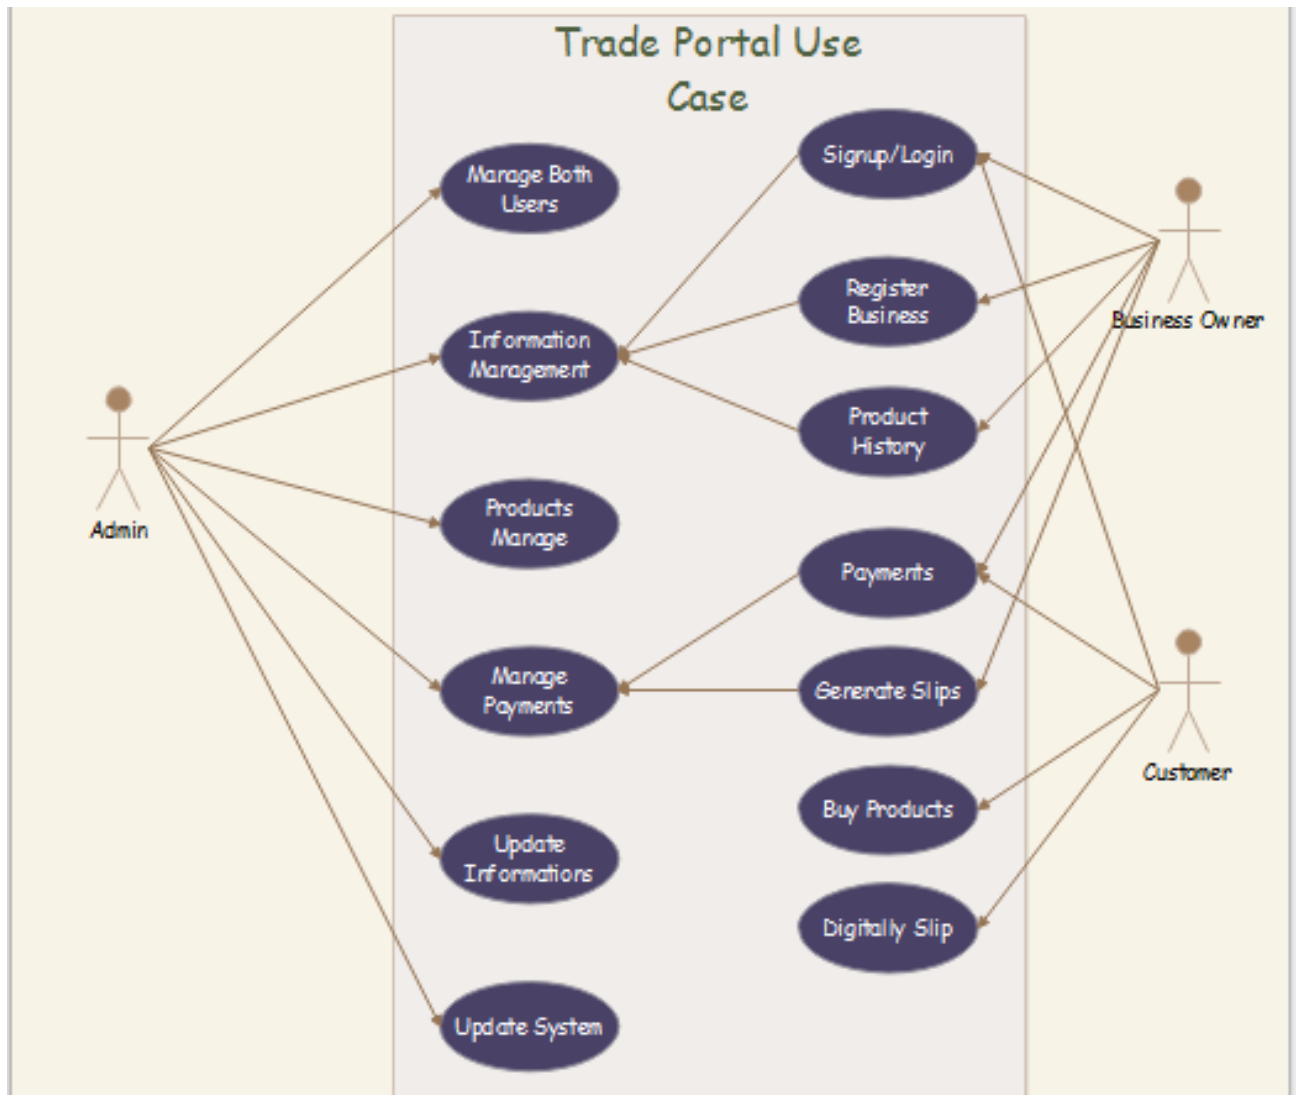 Trade Portal Use
Case
Manage Both
Users
Information
Management
Products
Manage
Manage
Payments
Update
Informations
Update System
Signup/Login
Register
Business
Product
History
Payments
Generate Slips
Buy Products
Digitally Slip
Admin
Business Owner
Customer